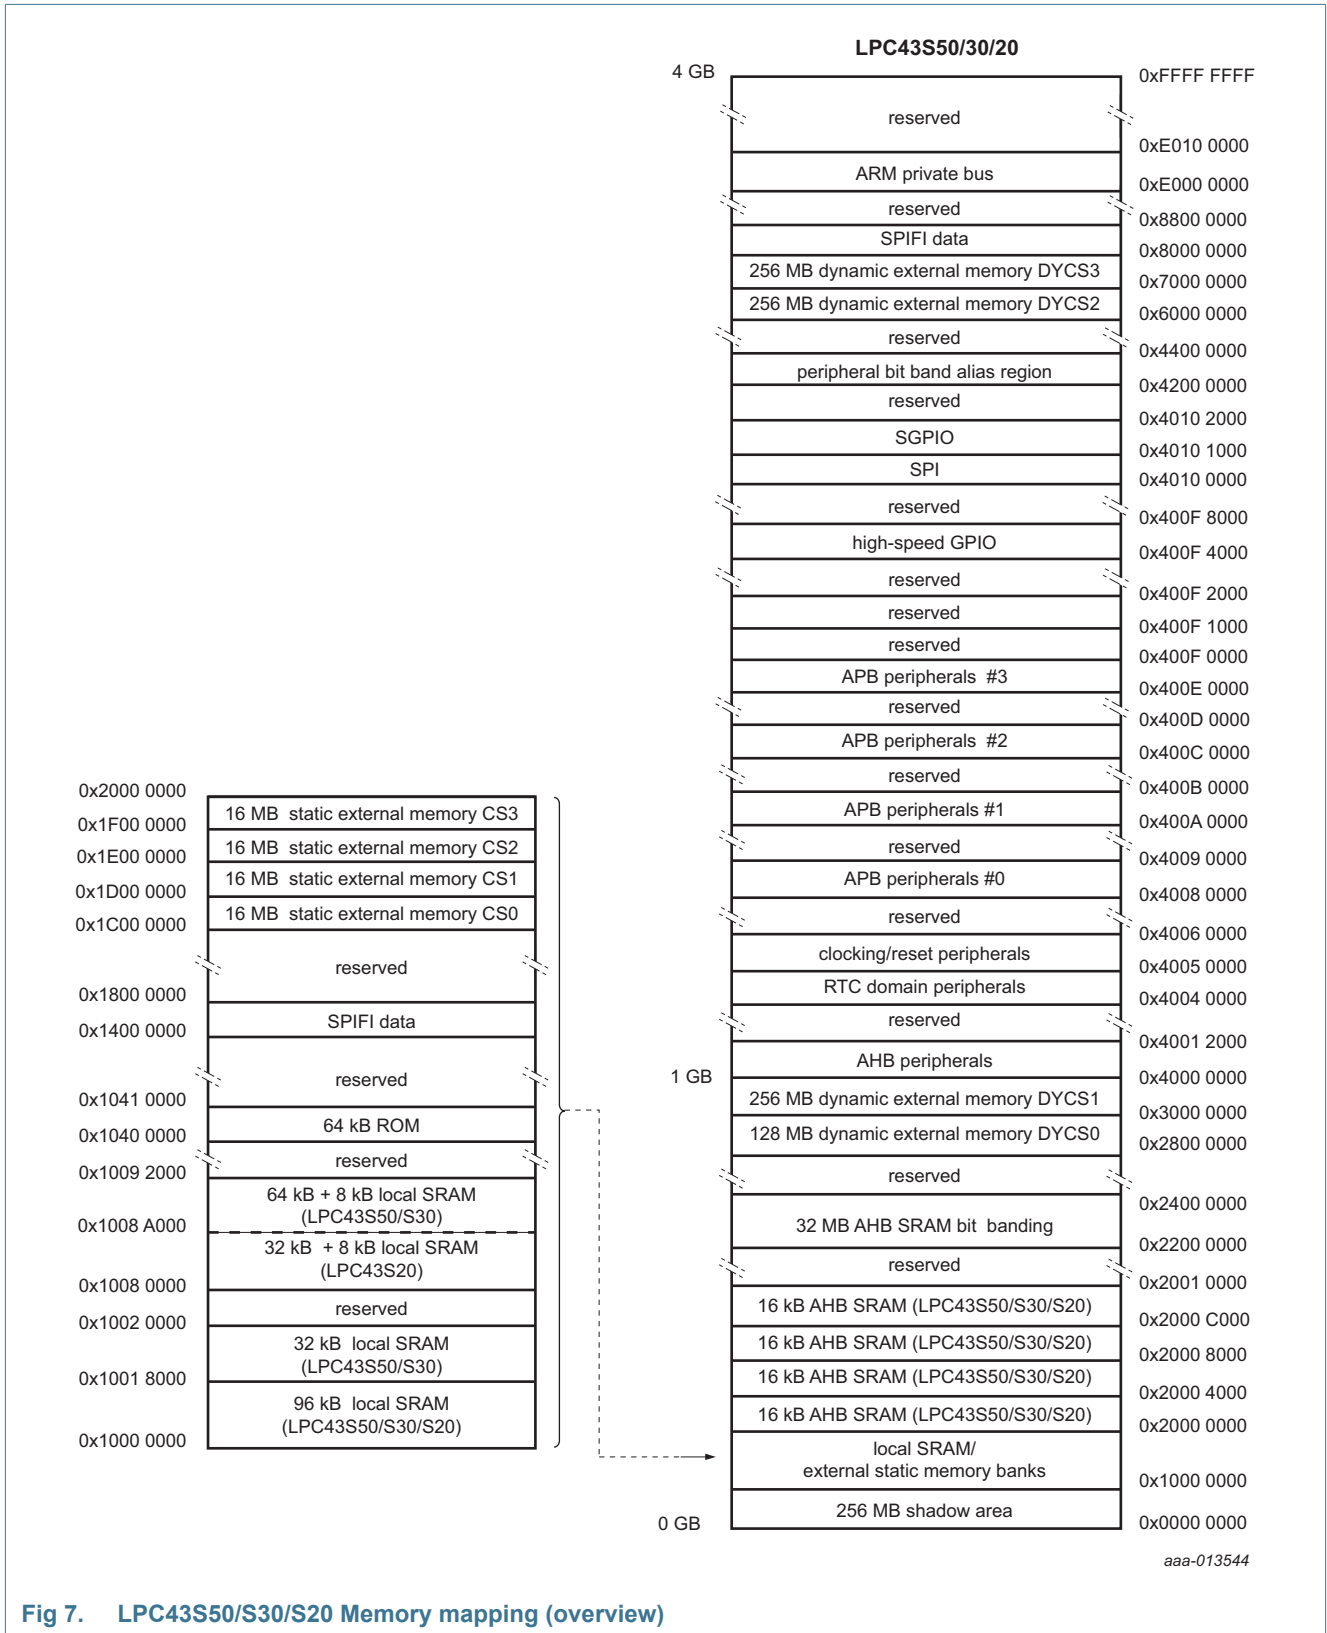 LPC43S50/30/20
4 GB
0xFFFF FFFF
reserved
0xE010 0000
ARM private bus
0xE000 0000
reserved
0x8800 0000
SPIFI data
0x8000 0000
256 MB dynamic external memory DYCS3
0x7000 0000
256 MB dynamic external memory DYCS2
0x6000 0000
reserved
0x4400 0000
peripheral bit band alias region
0x4200 0000
reserved
0x4010 2000
SGPIO
0x4010 1000
SPI
0x4010 0000
reserved
0x400F 8000
high-speed GPIO
0x400F 4000
reserved
0x400F 2000
reserved
0x400F 1000
reserved
0x400F 0000
APB peripherals #3
0x400E 0000
reserved
0x400D 0000
APB peripherals #2
0x400C 0000
reserved
0x400B 0000
APB peripherals #1
0x400A 0000
reserved
0x4009 0000
APB peripherals #0
0x4008 0000
reserved
0x4006 0000
clocking/reset peripherals
0x4005 0000
RTC domain peripherals
0x4004 0000
reserved
0x4001 2000
AHB peripherals
1 GB
0x4000 0000
256 MB dynamic external memory DYCS1
0x3000 0000
128 MB dynamic external memory DYCS0
0x2800 0000
reserved
0x2400 0000
32 MB AHB SRAM bit banding
0x2200 0000
reserved
0x2001 0000
16 kB AHB SRAM (LPC43S50/S30/S20)
0x2000 C000
16 kB AHB SRAM (LPC43S50/S30/S20)
0x2000 8000
16 kB AHB SRAM (LPC43S50/S30/S20)
0x2000 4000
16 kB AHB SRAM (LPC43S50/S30/S20)
0x2000 0000
local SRAM/
external static memory banks
0x1000 0000
256 MB shadow area
0 GB
0x0000 0000
0x2000 0000
16 MB static external memory CS3
0x1F00 0000
16 MB static external memory CS2
0x1E00 0000
16 MB static external memory CS1
0x1D00 0000
16 MB static external memory CS0
0x1C00 0000
reserved
0x1800 0000
SPIFI data
0x1400 0000
reserved
0x1041 0000
64 kB ROM
0x1040 0000
reserved
0x1009 2000
64 kB + 8 kB local SRAM
(LPC43S50/S30)
0x1008 A000
32 kB + 8 kB local SRAM
(LPC43S20)
0x1008 0000
reserved
0x1002 0000
32 kB local SRAM
(LPC43S50/S30)
0x1001 8000
96 kB local SRAM
(LPC43S50/S30/S20)
0x1000 0000
aaa-013544
Fig 7. LPC43S50/S30/S20 Memory mapping (overview)